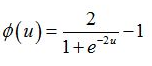 ϕ(u) = 2/(1+e^{-2u}) − 1